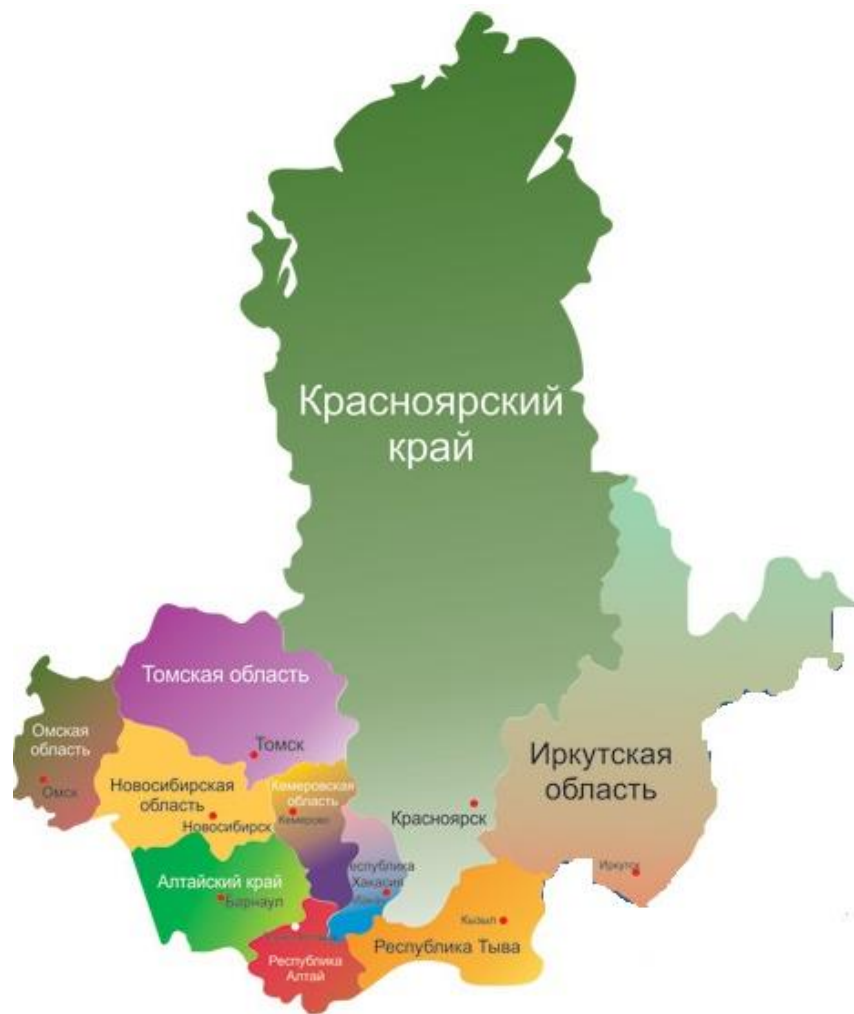 Красноярский
край
Томская область
Томск
Омская
область
Омск
Новосибирская
область
Новосибирск
Кемеровская
область
Кемерово
Красноярск
Иркутская
область
Иркутск
еспублика
Хакасия
Алтайский край
Барнаул
Кызыл
Республика Тыва
Республика
Алтай